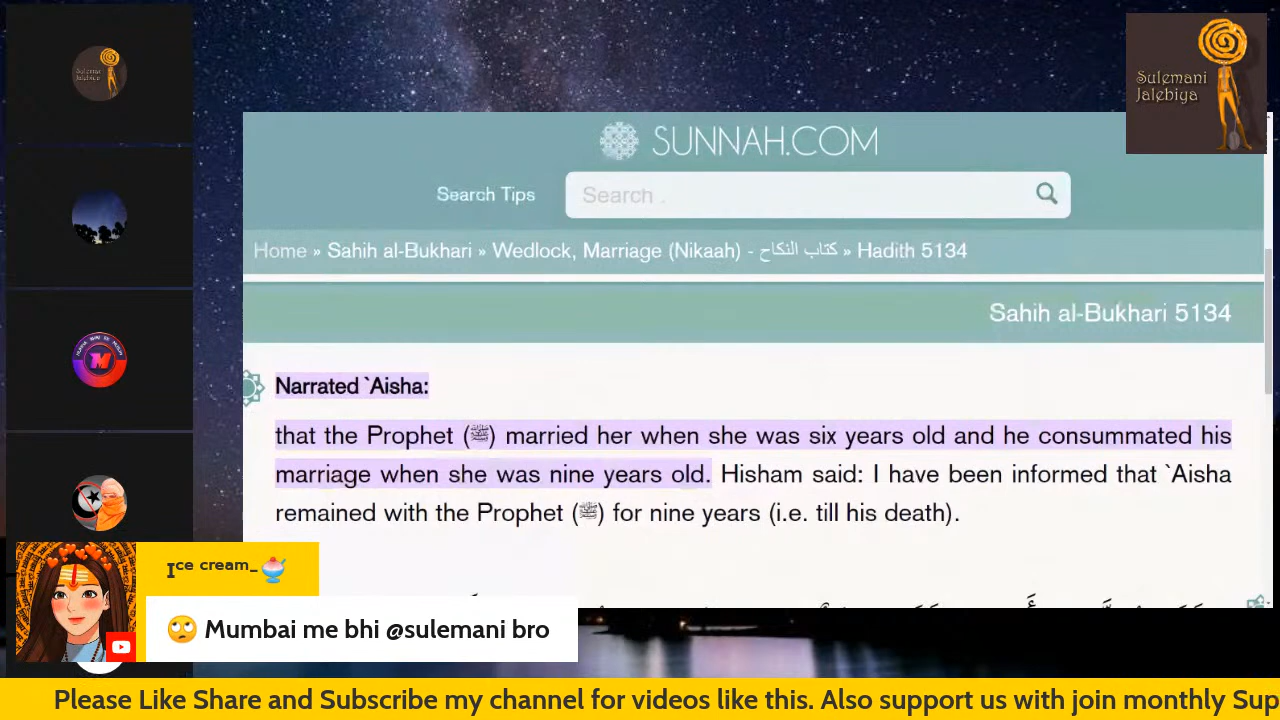 Sulemani
Jalebiya
Sulemani
Jalebiya
SUNNAH.COM
Search Tips
Search .
Home » Sahih al-Bukhari » Wedlock, Marriage (Nikaah) - كتاب النكاح » Hadith 5134
Sahih al-Bukhari 5134
M
Narrated `Aisha:
that the Prophet (ﷺ) married her when she was six years old and he consummated his
marriage when she was nine years old. Hisham said: I have been informed that `Aisha
remained with the Prophet (ﷺ) for nine years (i.e. till his death).
Iᶜᵉ ᶜʳᵉᵃᵐ-🍨
🙄 Mumbai me bhi @sulemani bro
Please Like Share and Subscribe my channel for videos like this. Also support us with join monthly Sup